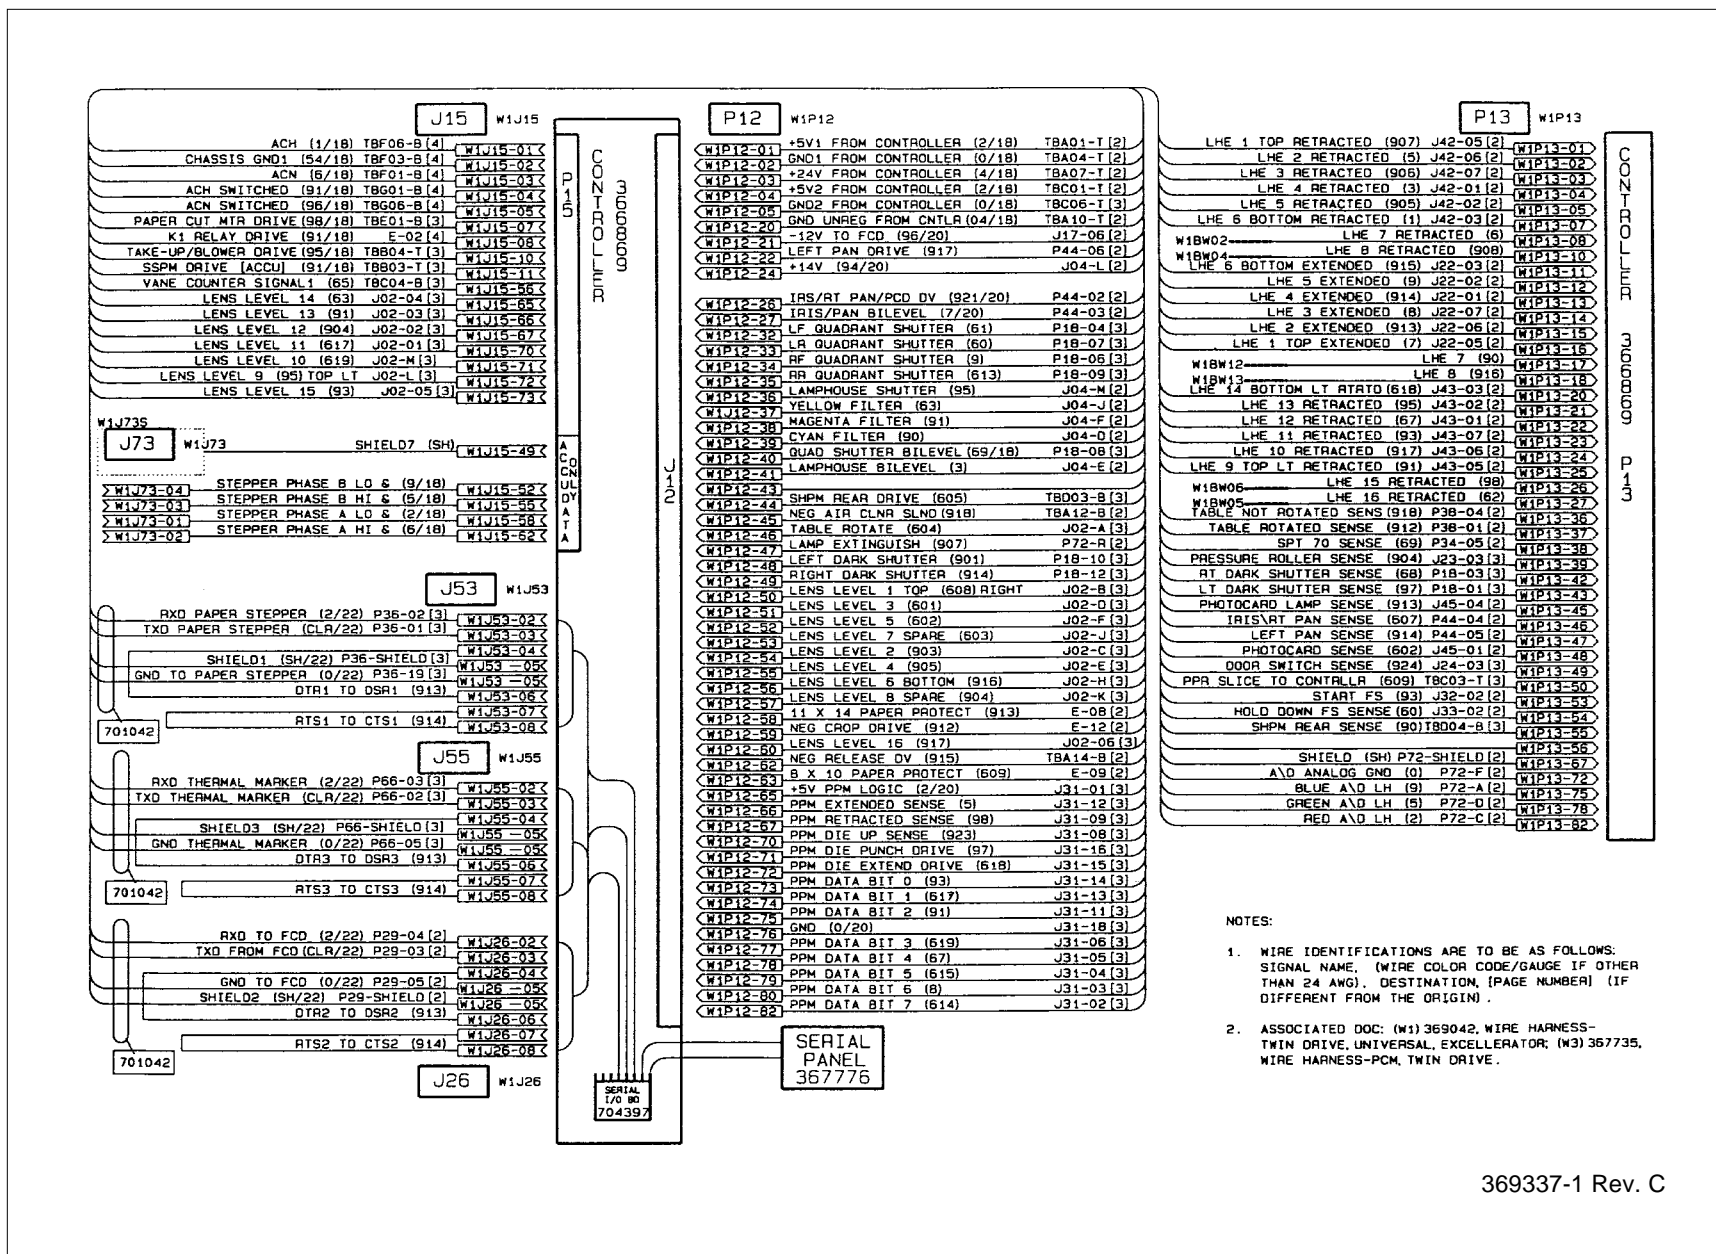 J15 W1J15
ACH (1/18) TBF06-B[4] W1J15-01
CHASSIS GND1 (54/18) TBF03-B[4] W1J15-02
ACN (6/18) TBF01-B[4] W1J15-03
ACH SWITCHED (91/18) TBG01-B[4] W1J15-04
ACN SWITCHED (96/18) TBG06-B[4] W1J15-05
PAPER CUT MTR DRIVE(98/18) TBE01-B[3] W1J15-07
K1 RELAY DRIVE (91/18) E-02[4] W1J15-08
TAKE-UP/BLOWER DRIVE(95/18) TBB04-T[3] W1J15-10
SSPM DRIVE [ACCU] (91/18) TBB03-T[3] W1J15-11
VANE COUNTER SIGNAL1 (65) TBC04-B[3] W1J15-56
LENS LEVEL 14 (63) J02-04[3] W1J15-65
LENS LEVEL 13 (91) J02-03[3] W1J15-66
LENS LEVEL 12 (904) J02-02[3] W1J15-67
LENS LEVEL 11 (617) J02-01[3] W1J15-70
LENS LEVEL 10 (619) J02-M[3] W1J15-71
LENS LEVEL 9 (95)TOP LT J02-L[3] W1J15-72
LENS LEVEL 15 (93) J02-05[3] W1J15-73
W1J73S
J73 W1J73
SHIELD7 (SH) W1J15-49
W1J73-04 STEPPER PHASE B LO & (9/18) W1J15-52
W1J73-03 STEPPER PHASE B HI & (5/18) W1J15-55
W1J73-01 STEPPER PHASE A LO & (2/18) W1J15-58
W1J73-02 STEPPER PHASE A HI & (6/18) W1J15-62
J53 W1J53
RXD PAPER STEPPER (2/22) P36-02[3] W1J53-02
TXD PAPER STEPPER (CLR/22) P36-01[3] W1J53-03
W1J53-04
SHIELD1 (SH/22) P36-SHIELD[3] W1J53-05
GND TO PAPER STEPPER (0/22) P36-19[3] W1J53-05
DTR1 TO DSR1 (913) W1J53-06
W1J53-07
RTS1 TO CTS1 (914) W1J53-08
701042
J55 W1J55
RXD THERMAL MARKER (2/22) P66-03[3] W1J55-02
TXD THERMAL MARKER (CLR/22) P66-02[3] W1J55-03
W1J55-04
SHIELD3 (SH/22) P66-SHIELD[3] W1J55-05
GND THERMAL MARKER (0/22) P66-05[3] W1J55-05
DTR3 TO DSR3 (913) W1J55-06
W1J55-07
RTS3 TO CTS3 (914) W1J55-08
701042
RXD TO FCD (2/22) P29-04[2] W1J26-02
TXD FROM FCD(CLR/22) P29-03[2] W1J26-03
W1J26-04
GND TO FCD (0/22) P29-05[2] W1J26-05
SHIELD2 (SH/22) P29-SHIELD[2] W1J26-05
DTR2 TO DSR2 (913) W1J26-06
W1J26-07
RTS2 TO CTS2 (914) W1J26-08
701042
J26 W1J26
P15
CONTROLLER 366869
ACCUDATA ONLY
J12
SERIAL
I/O BD
704397
SERIAL
PANEL
367776
P12 W1P12
W1P12-01 +5V1 FROM CONTROLLER (2/18) TBA01-T[2]
W1P12-02 GND1 FROM CONTROLLER (0/18) TBA04-T[2]
W1P12-03 +24V FROM CONTROLLER (4/18) TBA07-T[2]
W1P12-04 +5V2 FROM CONTROLLER (2/18) TBC01-T[2]
W1P12-05 GND2 FROM CONTROLLER (0/18) TBC06-T[3]
W1P12-20 GND UNREG FROM CNTLR(04/18) TBA10-T[2]
W1P12-21 -12V TO FCD (96/20) J17-06[2]
W1P12-22 LEFT PAN DRIVE (917) P44-06[2]
W1P12-24 +14V (94/20) J04-L[2]
W1P12-26 IRS/RT PAN/PCD DV (921/20) P44-02[2]
W1P12-27 IRIS/PAN BILEVEL (7/20) P44-03[2]
W1P12-32 LF QUADRANT SHUTTER (61) P18-04[3]
W1P12-33 LR QUADRANT SHUTTER (60) P18-07[3]
W1P12-34 RF QUADRANT SHUTTER (9) P18-06[3]
W1P12-35 RR QUADRANT SHUTTER (613) P18-09[3]
W1P12-36 LAMPHOUSE SHUTTER (95) J04-M[2]
W1J12-37 YELLOW FILTER (63) J04-J[2]
W1P12-38 MAGENTA FILTER (91) J04-F[2]
W1P12-39 CYAN FILTER (90) J04-D[2]
W1P12-40 QUAD SHUTTER BILEVEL(69/18) P18-08[3]
W1P12-41 LAMPHOUSE BILEVEL (3) J04-E[2]
W1P12-43
W1P12-44 SHPM REAR DRIVE (605) TBD03-B[3]
W1P12-45 NEG AIR CLNR SLND(918) TBA12-B[2]
W1P12-46 TABLE ROTATE (604) J02-A[3]
W1P12-47 LAMP EXTINGUISH (907) P72-R[2]
W1P12-48 LEFT DARK SHUTTER (901) P18-10[3]
W1P12-49 RIGHT DARK SHUTTER (914) P18-12[3]
W1P12-50 LENS LEVEL 1 TOP (608)RIGHT J02-B[3]
W1P12-51 LENS LEVEL 3 (601) J02-D[3]
W1P12-52 LENS LEVEL 5 (602) J02-F[3]
W1P12-53 LENS LEVEL 7 SPARE (603) J02-J[3]
W1P12-54 LENS LEVEL 2 (903) J02-C[3]
W1P12-55 LENS LEVEL 4 (905) J02-E[3]
W1P12-56 LENS LEVEL 6 BOTTOM (916) J02-H[3]
W1P12-57 LENS LEVEL 8 SPARE (904) J02-K[3]
W1P12-58 11 X 14 PAPER PROTECT (913) E-08[2]
W1P12-59 NEG CROP DRIVE (912) E-12[2]
W1P12-60 LENS LEVEL 16 (917) J02-06[3]
W1P12-62 NEG RELEASE DV (915) TBA14-B[2]
W1P12-63 8 X 10 PAPER PROTECT (609) E-09[2]
W1P12-65 +5V PPM LOGIC (2/20) J31-01[3]
W1P12-66 PPM EXTENDED SENSE (5) J31-12[3]
W1P12-67 PPM RETRACTED SENSE (98) J31-09[3]
W1P12-70 PPM DIE UP SENSE (923) J31-08[3]
W1P12-71 PPM DIE PUNCH DRIVE (97) J31-16[3]
W1P12-72 PPM DIE EXTEND DRIVE (618) J31-15[3]
W1P12-73 PPM DATA BIT 0 (93) J31-14[3]
W1P12-74 PPM DATA BIT 1 (617) J31-13[3]
W1P12-75 PPM DATA BIT 2 (91) J31-11[3]
W1P12-76 GND (0/20) J31-18[3]
W1P12-77 PPM DATA BIT 3 (619) J31-06[3]
W1P12-78 PPM DATA BIT 4 (67) J31-05[3]
W1P12-79 PPM DATA BIT 5 (615) J31-04[3]
W1P12-80 PPM DATA BIT 6 (8) J31-03[3]
W1P12-82 PPM DATA BIT 7 (614) J31-02[3]
P13 W1P13
LHE 1 TOP RETRACTED (907) J42-05[2] W1P13-01
LHE 2 RETRACTED (5) J42-06[2] W1P13-02
LHE 3 RETRACTED (906) J42-07[2] W1P13-03
LHE 4 RETRACTED (3) J42-01[2] W1P13-04
LHE 5 RETRACTED (905) J42-02[2] W1P13-05
LHE 6 BOTTOM RETRACTED (1) J42-03[2] W1P13-07
W1BW02 LHE 7 RETRACTED (6) W1P13-08
W1BW04 LHE 8 RETRACTED (908) W1P13-10
LHE 6 BOTTOM EXTENDED (915) J22-03[2] W1P13-11
LHE 5 EXTENDED (9) J22-02[2] W1P13-12
LHE 4 EXTENDED (914) J22-01[2] W1P13-13
LHE 3 EXTENDED (8) J22-07[2] W1P13-14
LHE 2 EXTENDED (913) J22-06[2] W1P13-15
LHE 1 TOP EXTENDED (7) J22-05[2] W1P13-16
W1BW12 LHE 7 (90) W1P13-17
W1BW13 LHE 8 (916) W1P13-18
LHE 14 BOTTOM LT RTRTD(618) J43-03[2] W1P13-20
LHE 13 RETRACTED (95) J43-02[2] W1P13-21
LHE 12 RETRACTED (67) J43-01[2] W1P13-22
LHE 11 RETRACTED (93) J43-07[2] W1P13-23
LHE 10 RETRACTED (917) J43-06[2] W1P13-24
LHE 9 TOP LT RETRACTED (91) J43-05[2] W1P13-25
W1BW06 LHE 15 RETRACTED (98) W1P13-26
W1BW05 LHE 16 RETRACTED (62) W1P13-27
TABLE NOT ROTATED SENS(918) P38-04[2] W1P13-36
TABLE ROTATED SENSE (912) P38-01[2] W1P13-37
SPT 70 SENSE (69) P34-05[2] W1P13-38
PRESSURE ROLLER SENSE (904) J23-03[3] W1P13-39
RT DARK SHUTTER SENSE (68) P18-03[3] W1P13-42
LT DARK SHUTTER SENSE (97) P18-01[3] W1P13-43
PHOTOCARD LAMP SENSE (913) J45-04[2] W1P13-45
IRIS\RT PAN SENSE (607) P44-04[2] W1P13-46
LEFT PAN SENSE (914) P44-05[2] W1P13-47
PHOTOCARD SENSE (602) J45-01[2] W1P13-48
DOOR SWITCH SENSE (924) J24-03[3] W1P13-49
PPR SLICE TO CONTRLLR (609) TBC03-T[3] W1P13-50
START FS (93) J32-02[2] W1P13-53
HOLD DOWN FS SENSE(60) J33-02[2] W1P13-54
SHPM REAR SENSE (90)TBD04-B[3] W1P13-55
W1P13-56
SHIELD (SH) P72-SHIELD[2] W1P13-67
A\D ANALOG GND (0) P72-F[2] W1P13-72
BLUE A\D LH (9) P72-A[2] W1P13-75
GREEN A\D LH (5) P72-D[2] W1P13-78
RED A\D LH (2) P72-C[2] W1P13-82
CONTROLLER 366869 P13
NOTES:
1. WIRE IDENTIFICATIONS ARE TO BE AS FOLLOWS:
SIGNAL NAME, (WIRE COLOR CODE/GAUGE IF OTHER
THAN 24 AWG), DESTINATION, [PAGE NUMBER] (IF
DIFFERENT FROM THE ORIGIN).
2. ASSOCIATED DOC: (W1) 369042, WIRE HARNESS-
TWIN DRIVE, UNIVERSAL, EXCELLERATOR; (W3) 367735,
WIRE HARNESS-PCM, TWIN DRIVE.
369337-1 Rev. C